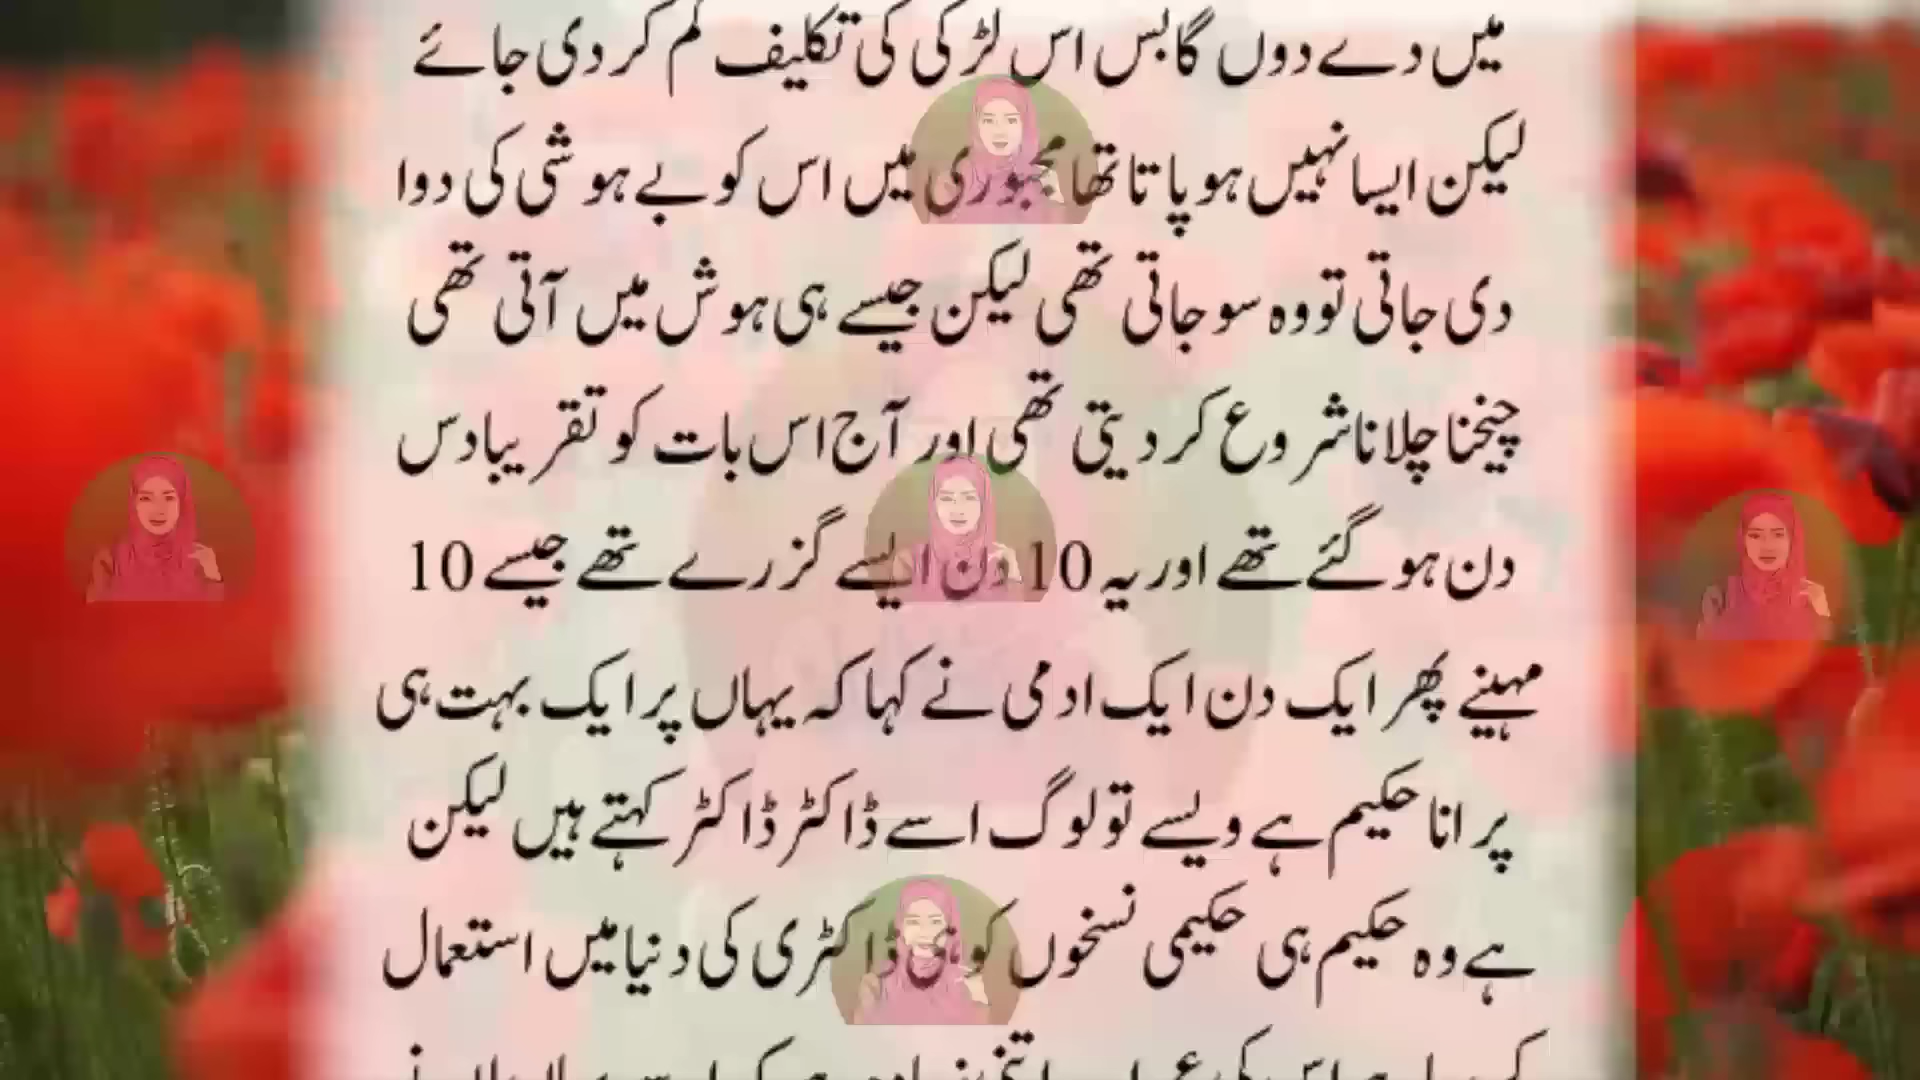 میں دے دوں گا بس اس لڑکی کی تکلیف کم کر دی جائے
لیکن ایسا نہیں ہو پاتا تھا مجبوری میں اس کو بے ہوشی کی دوا
دی جاتی تو وہ سو جاتی تھی لیکن جیسے ہی ہوش میں آتی تھی
چیخنا چلانا شروع کر دیتی تھی اور آج اس بات کو تقریبا دس
دن ہو گئے تھے اور یہ 10 دن ایسے گزرے تھے جیسے 10
مہینے پھر ایک دن ایک ادمی نے کہا کہ یہاں پر ایک بہت ہی
پرانا حکیم ہے ویسے تو لوگ اسے ڈاکٹر ڈاکٹر کہتے ہیں لیکن
ہے وہ حکیم ہی حکیمی نسخوں کو ہی ڈاکٹری کی دنیا میں استعمال